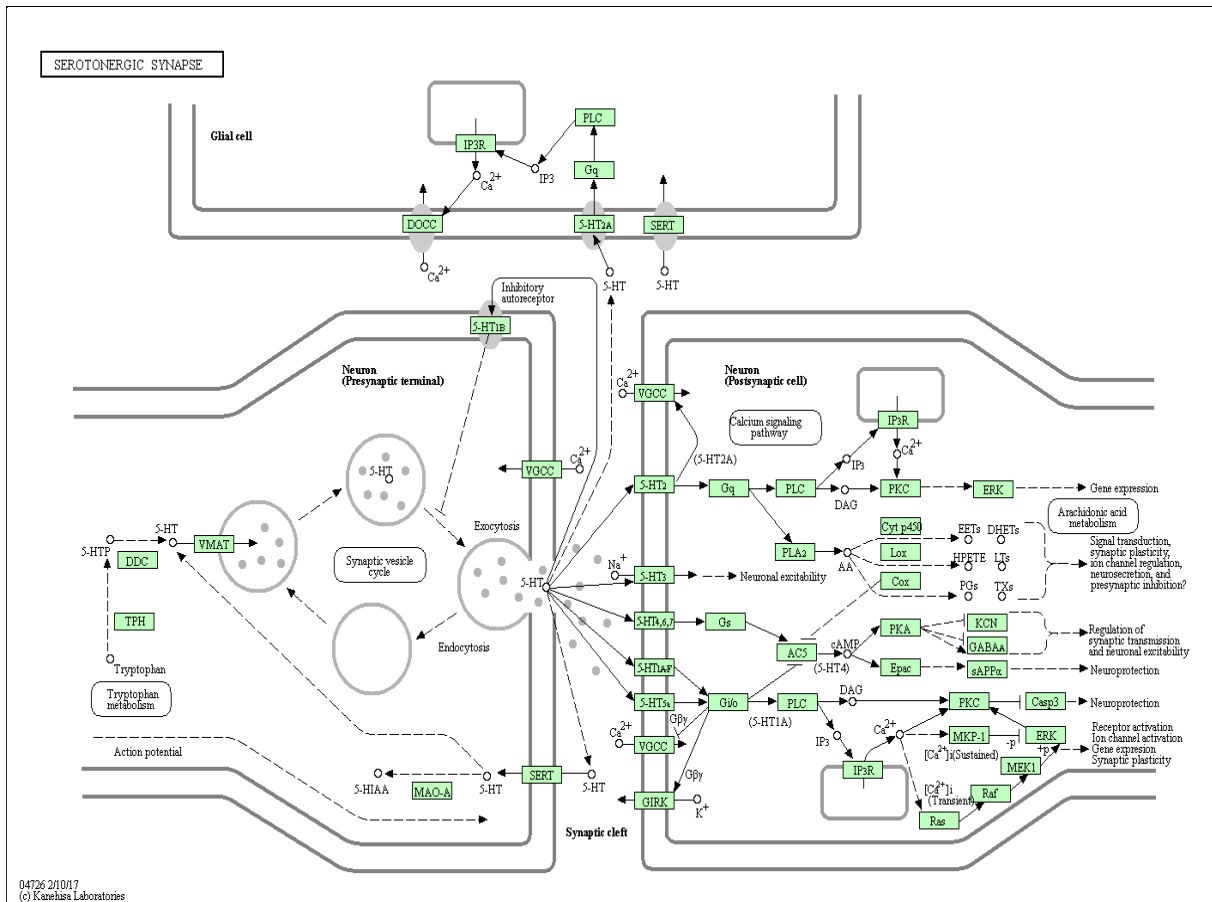 SEROTONERGIC SYNAPSE
Glial cell
PLC
IP3R
Gq
IP3
Ca2+
DOCC
5-HT2A
SERT
Ca2+
5-HT
5-HT
Inhibitory
autoreceptor
5-HT1B
Neuron
(Presynaptic terminal)
Neuron
(Postsynaptic cell)
Ca2+
VGCC
Calcium signaling
pathway
IP3R
(5-HT2A)
IP3
Ca2+
Ca2+
VGCC
5-HT
5-HT2
Gq
PLC
DAG
PKC
ERK
Gene expression
Arachidonic acid
metabolism
Exocytosis
5-HT
5-HTP
DDC
VMAT
Synaptic vesicle
cycle
PLA2
AA
Cyt p450
Lox
Cox
EETs
DHETs
HPETE
LTs
PGs
TXs
Signal transduction,
synaptic plasticity,
ion channel regulation,
neurosecretion, and
presynaptic inhibition?
Na+
5-HT3
Neuronal excitability
5-HT
TPH
Endocytosis
5-HT4,6,7
Gs
AC5
(5-HT4)
cAMP
PKA
KCN
GABAA
Regulation of
synaptic transmission
and neuronal excitability
Epac
sAPPα
Neuroprotection
Tryptophan
Tryptophan
metabolism
5-HT1A-F
5-HT5a
Gi/o
PLC
(5-HT1A)
DAG
PKC
Casp3
Neuroprotection
Gβγ
Ca2+
VGCC
IP3
Ca2+
MKP-1
-p
ERK
+p
Receptor activation
Ion channel activation
Gene expresion
Synaptic plasticity
[Ca2+]i(Sustained)
MEK1
IP3R
Action potential
5-HIAA
MAO-A
5-HT
SERT
5-HT
Gβγ
GIRK
K+
[Ca2+]i
(Transient)
Raf
Ras
Synaptic cleft
04726 2/10/17
(c) Kanehisa Laboratories